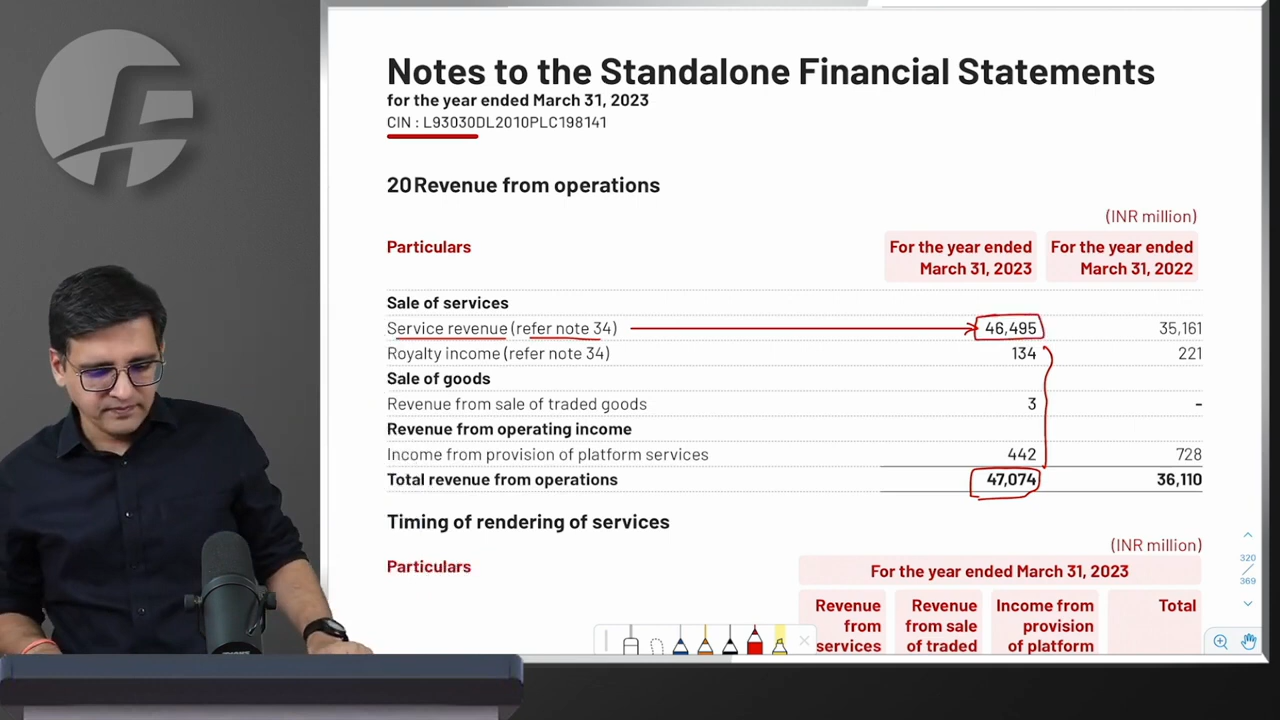 Notes to the Standalone Financial Statements
for the year ended March 31, 2023
CIN : L93030DL2010PLC198141
20 Revenue from operations
(INR million)
Particulars For the year ended March 31, 2023 For the year ended March 31, 2022
Sale of services
Service revenue (refer note 34) 46,495 35,161
Royalty income (refer note 34) 134 221
Sale of goods
Revenue from sale of traded goods 3 -
Revenue from operating income
Income from provision of platform services 442 728
Total revenue from operations 47,074 36,110
Timing of rendering of services
(INR million)
Particulars For the year ended March 31, 2023
Revenue from services Revenue from sale of traded Income from provision of platform Total
320
369